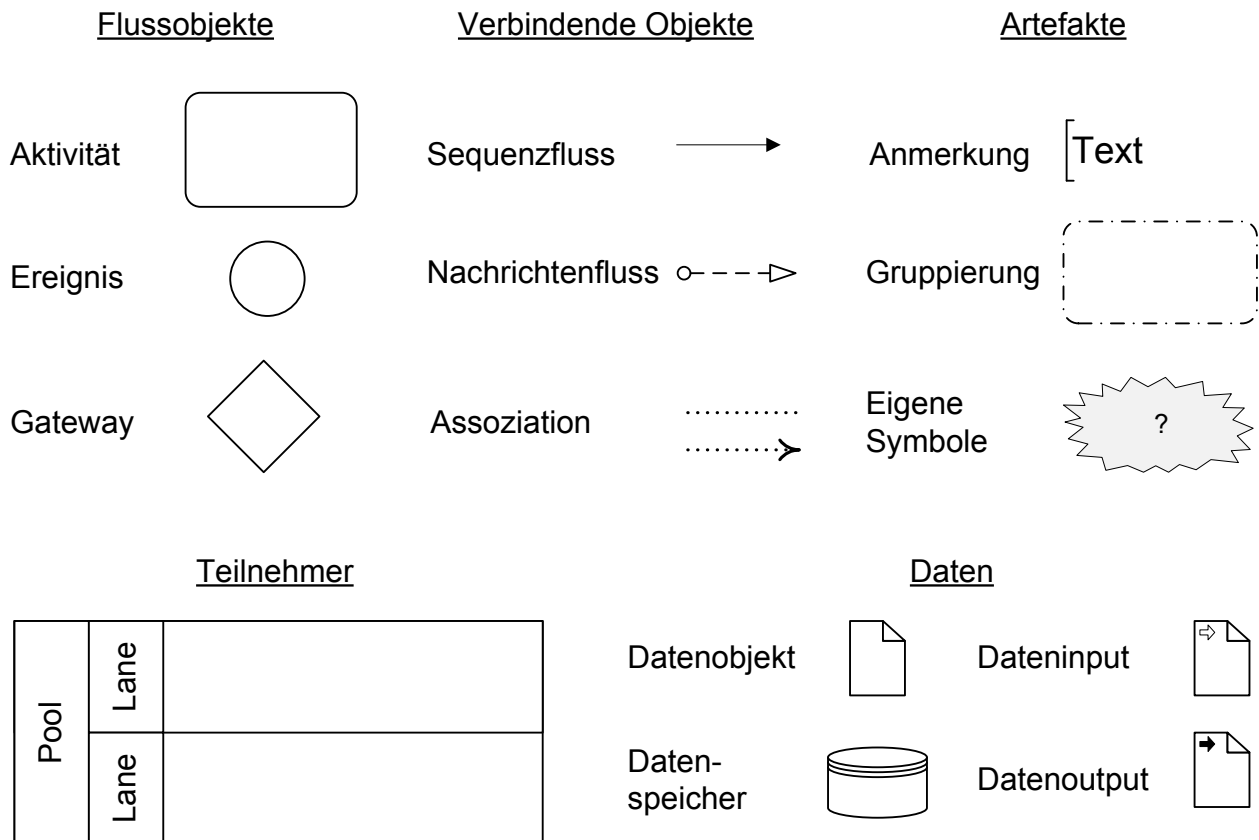 Flussobjekte
Verbindende Objekte
Artefakte
Aktivität
Sequenzfluss
Anmerkung
Text
Ereignis
Nachrichtenfluss
Gruppierung
Gateway
Assoziation
Eigene
Symbole
?
Teilnehmer
Daten
Pool
Lane
Lane
Datenobjekt
Dateninput
Daten-
speicher
Datenoutput